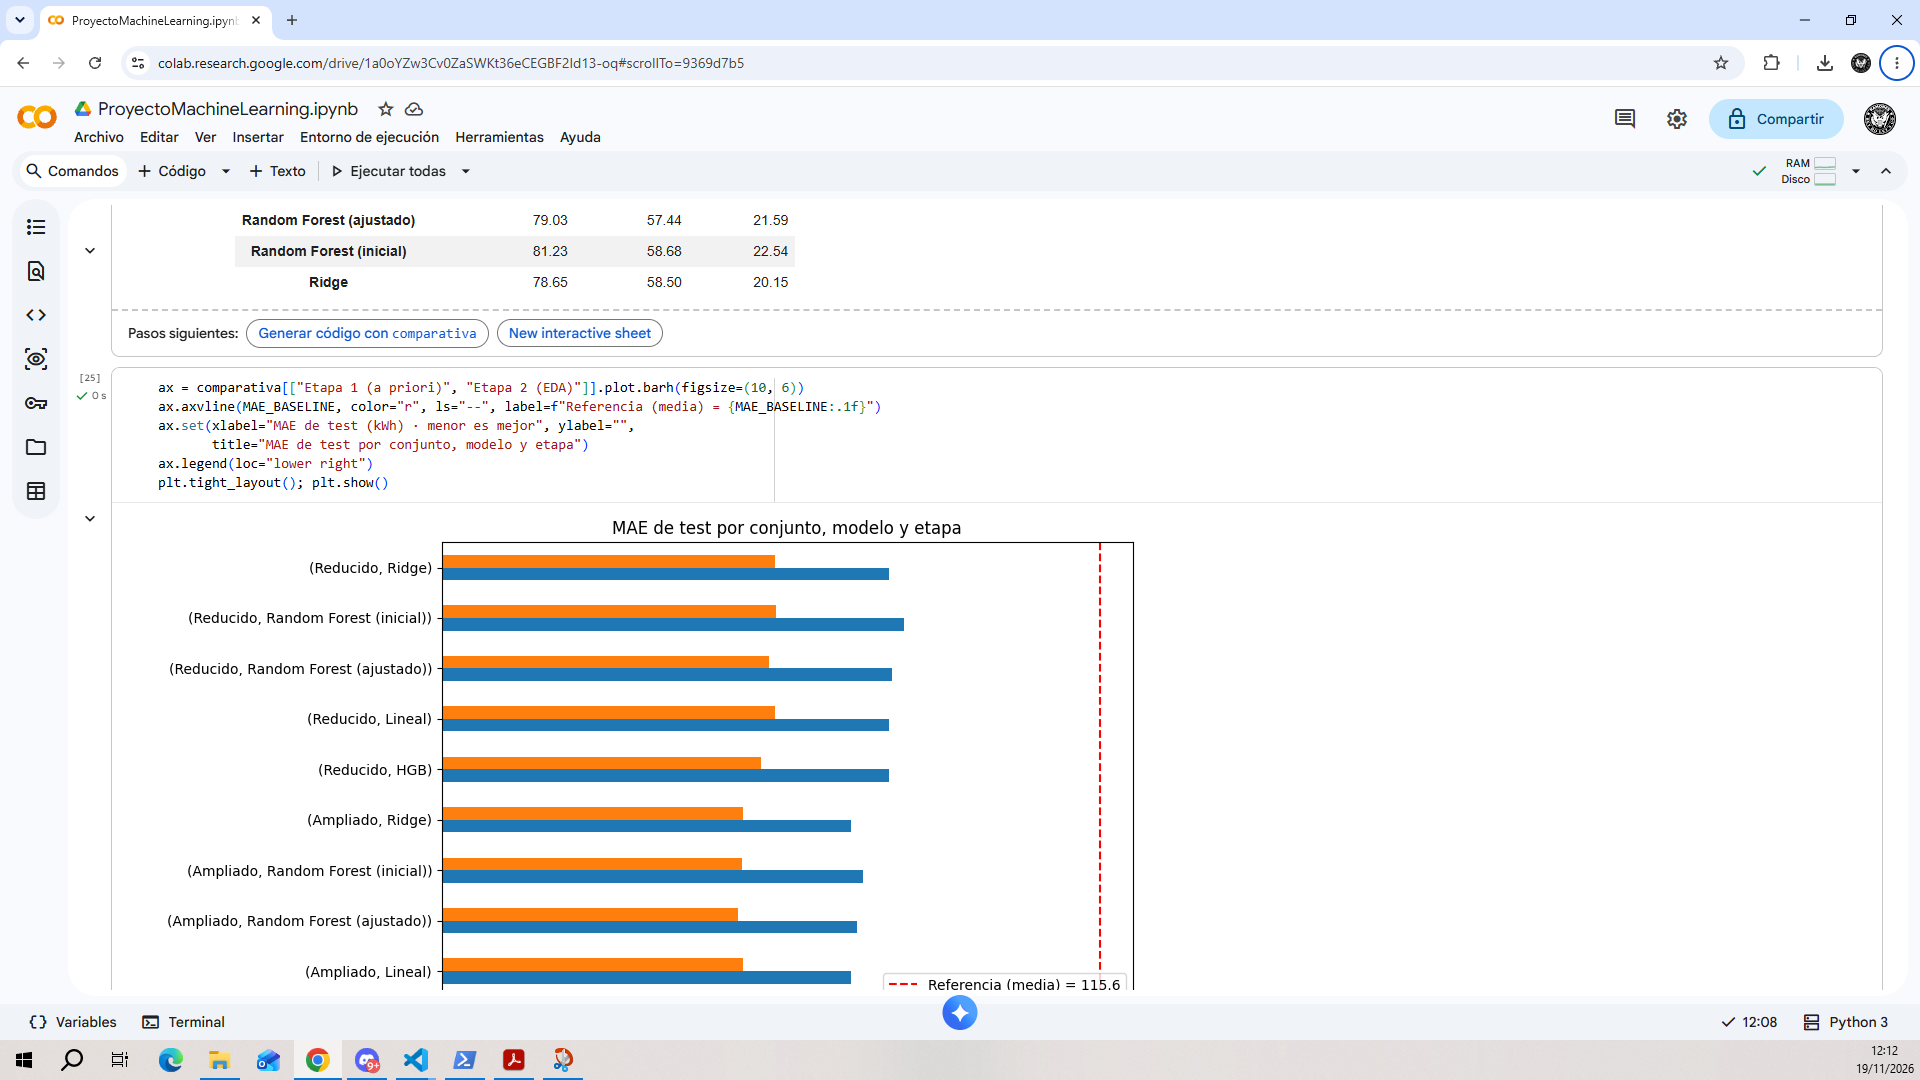 ProyectoMachineLearning.ipynb
colab.research.google.com/drive/1a0oYZw3Cv0ZaSWKt36eCEGBF2Id13-oq#scrollTo=9369d7b5
ProyectoMachineLearning.ipynb
Archivo Editar Ver Insertar Entorno de ejecución Herramientas Ayuda
Compartir
Comandos + Código + Texto Ejecutar todas
RAM
Disco
Random Forest (ajustado) 79.03 57.44 21.59
Random Forest (inicial) 81.23 58.68 22.54
Ridge 78.65 58.50 20.15
Pasos siguientes: Generar código con comparativa New interactive sheet
[25]
0 s
ax = comparativa[["Etapa 1 (a priori)", "Etapa 2 (EDA)"]].plot.barh(figsize=(10, 6))
ax.axvline(MAE_BASELINE, color="r", ls="--", label=f"Referencia (media) = {MAE_BASELINE:.1f}")
ax.set(xlabel="MAE de test (kWh) · menor es mejor", ylabel="",
title="MAE de test por conjunto, modelo y etapa")
ax.legend(loc="lower right")
plt.tight_layout(); plt.show()
MAE de test por conjunto, modelo y etapa
(Reducido, Ridge)
(Reducido, Random Forest (inicial))
(Reducido, Random Forest (ajustado))
(Reducido, Lineal)
(Reducido, HGB)
(Ampliado, Ridge)
(Ampliado, Random Forest (inicial))
(Ampliado, Random Forest (ajustado))
(Ampliado, Lineal)
Referencia (media) = 115.6
Variables Terminal
12:08 Python 3
9+
12:12
19/11/2026